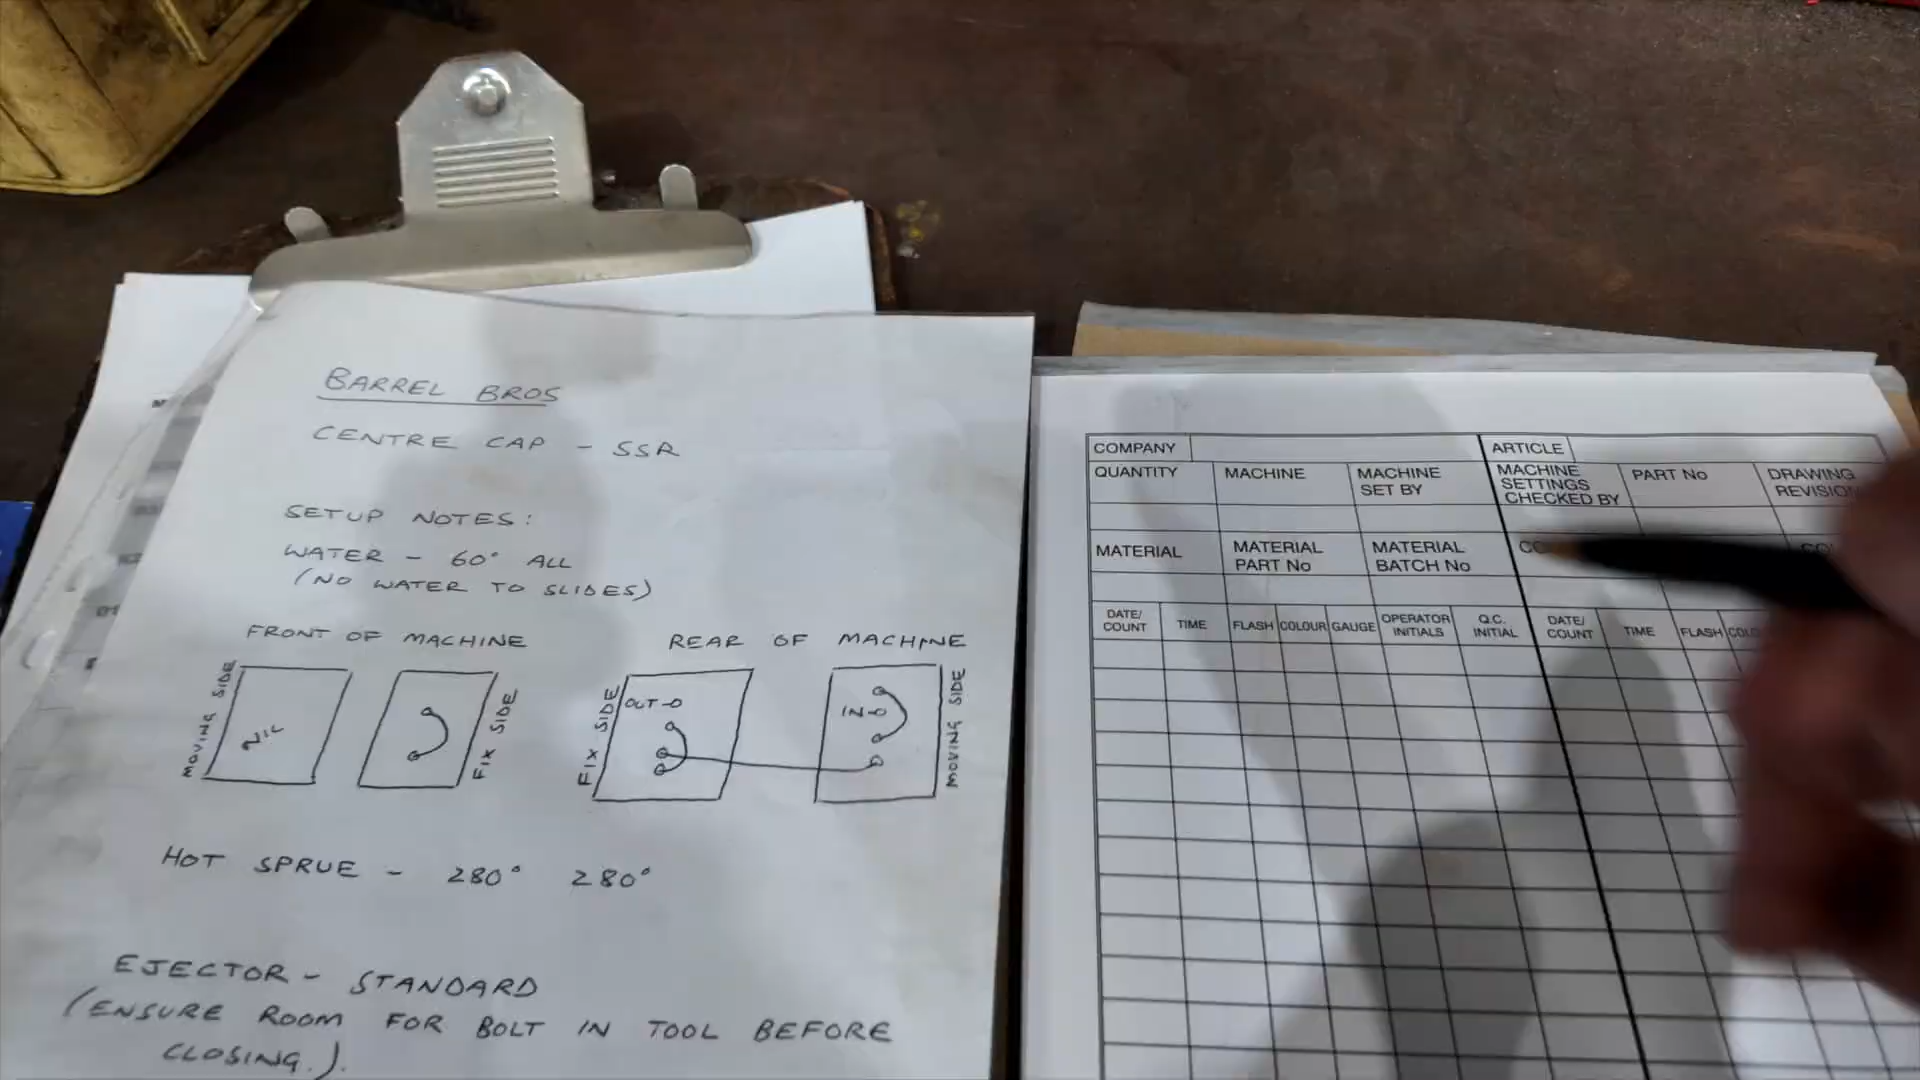 BARREL BROS
CENTRE CAP - SSR
SETUP NOTES:
WATER - 60° ALL
(NO WATER TO SLIDES)
FRONT OF MACHINE
REAR OF MACHINE
MOVING SIDE
NIL
FIX SIDE
FIX SIDE
OUT
IN
MOVING SIDE
HOT SPRUE - 280° 280°
EJECTOR - STANDARD
(ENSURE ROOM FOR BOLT IN TOOL BEFORE
CLOSING.).
COMPANY
ARTICLE
QUANTITY
MACHINE
MACHINE
SET BY
MACHINE
SETTINGS
CHECKED BY
PART No
DRAWING
REVISION
MATERIAL
MATERIAL
PART No
MATERIAL
BATCH No
DATE/
COUNT
TIME
FLASH
COLOUR
GAUGE
OPERATOR
INITIALS
Q.C.
INITIAL
DATE/
COUNT
TIME
FLASH